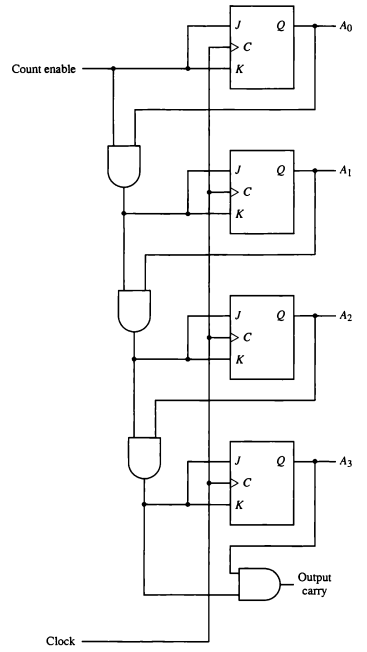 J Q A0
C
Count enable K
J Q A1
C
K
J Q A2
C
K
J Q A3
C
K
Output
carry
Clock